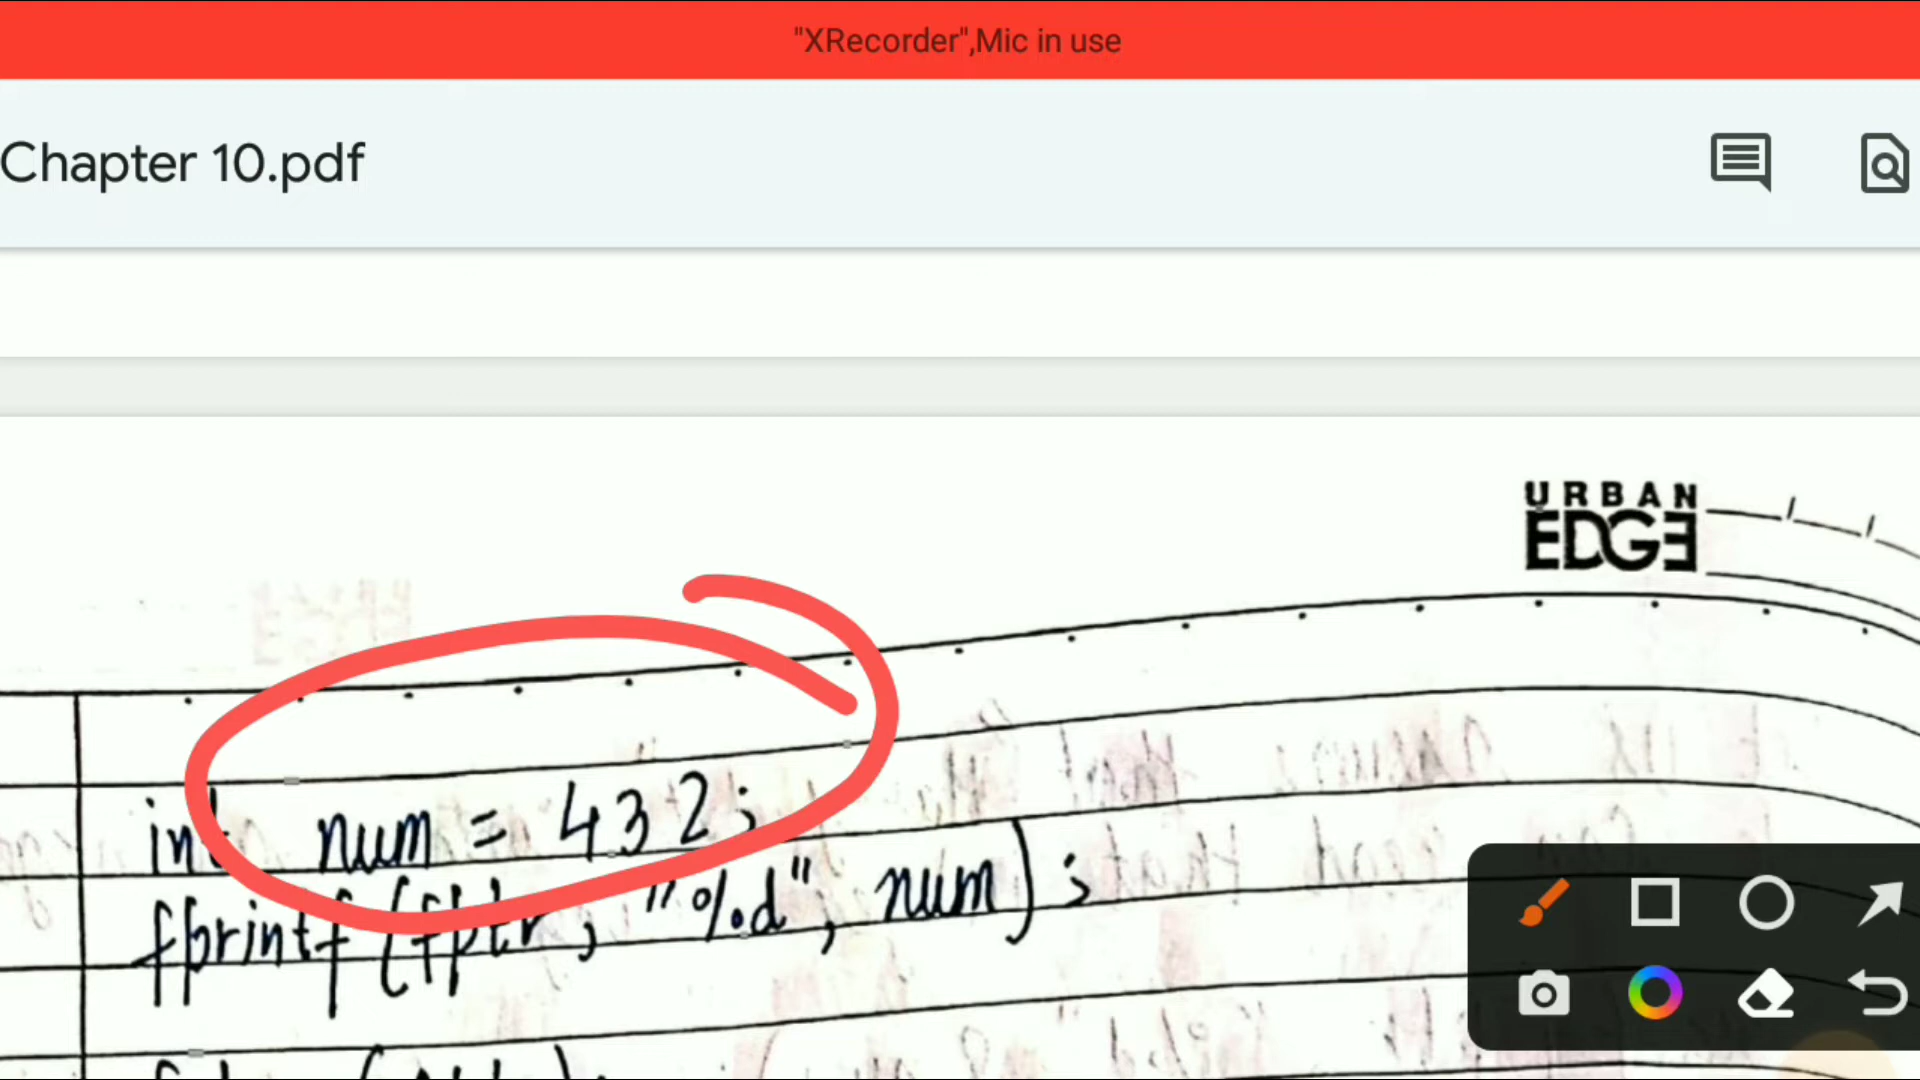 "XRecorder",Mic in use
Chapter 10.pdf
URBAN
EDGE
int num = 432;
fprintf (fptr, "%d", num);